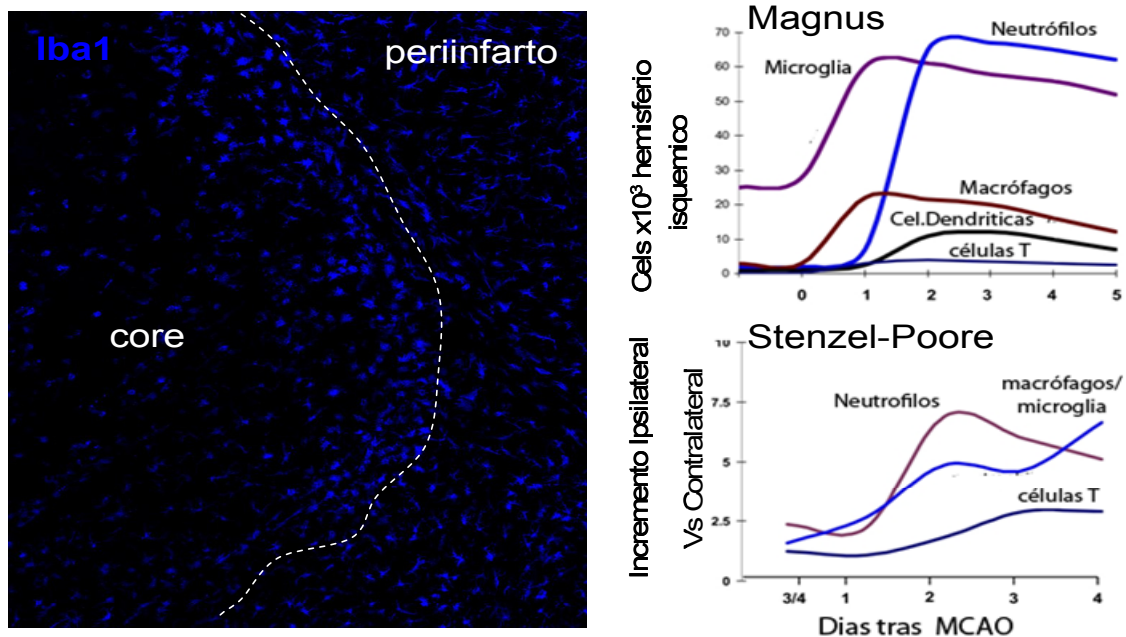 Iba1
periinfarto
core
Magnus
Cels x10³ hemisferio
isquemico
70
60
50
40
30
20
10
0
Neutrófilos
Microglia
Macrófagos
Cel.Dendriticas
células T
0 1 2 3 4 5
Stenzel-Poore
Incremento Ipsilateral
Vs Contralateral
10
7.5
5
2.5
0
Neutrofilos
macrófagos/
microglia
células T
3/4 1 2 3 4
Dias tras MCAO